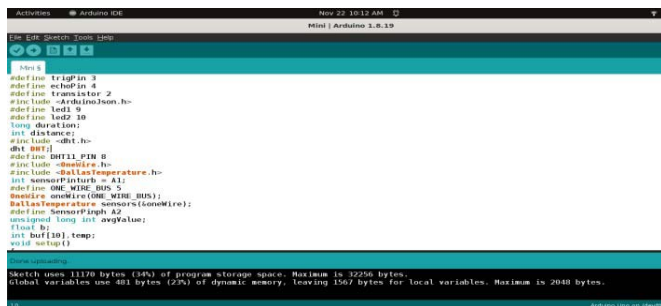 Activities Arduino IDE Nov 22 10:12 AM
Mini | Arduino 1.8.19
File Edit Sketch Tools Help
Mini §
#define trigPin 3
#define echoPin 4
#define transistor 2
#include <ArduinoJson.h>
#define led1 9
#define led2 10
long duration;
int distance;
#include <dht.h>
dht DHT;
#define DHT11_PIN 8
#include <OneWire.h>
#include <DallasTemperature.h>
int sensorPinturb = A1;
#define ONE_WIRE_BUS 5
OneWire oneWire(ONE_WIRE_BUS);
DallasTemperature sensors(&oneWire);
#define SensorPinph A2
unsigned long int avgValue;
float b;
int buf[10],temp;
void setup()
Done uploading.
Sketch uses 11170 bytes (34%) of program storage space. Maximum is 32256 bytes.
Global variables use 481 bytes (23%) of dynamic memory, leaving 1567 bytes for local variables. Maximum is 2048 bytes.